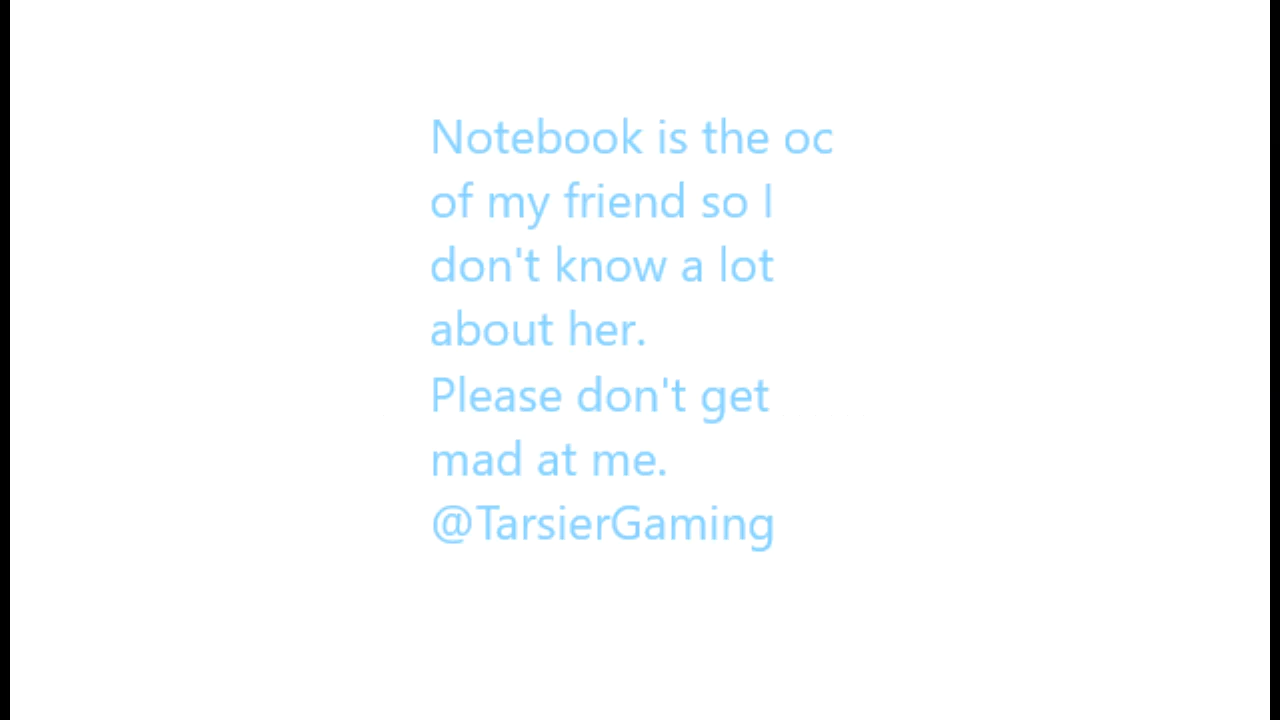 Notebook is the oc
of my friend so I
don't know a lot
about her.
Please don't get
mad at me.
@TarsierGaming